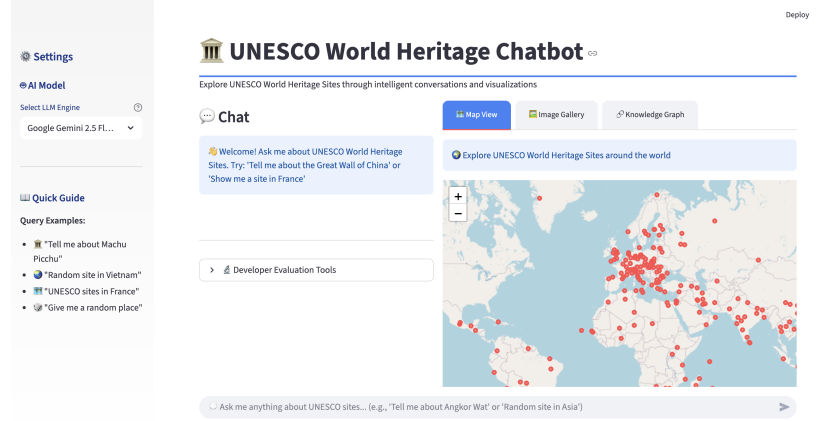 Deploy
Settings
AI Model
Select LLM Engine
Google Gemini 2.5 Fl...
Quick Guide
Query Examples:
"Tell me about Machu
Picchu"
"Random site in Vietnam"
"UNESCO sites in France"
"Give me a random place"
UNESCO World Heritage Chatbot
Explore UNESCO World Heritage Sites through intelligent conversations and visualizations
Chat
Welcome! Ask me about UNESCO World Heritage
Sites. Try: 'Tell me about the Great Wall of China' or
'Show me a site in France'
Developer Evaluation Tools
Map View
Image Gallery
Knowledge Graph
Explore UNESCO World Heritage Sites around the world
+
−
Ask me anything about UNESCO sites... (e.g., 'Tell me about Angkor Wat' or 'Random site in Asia')